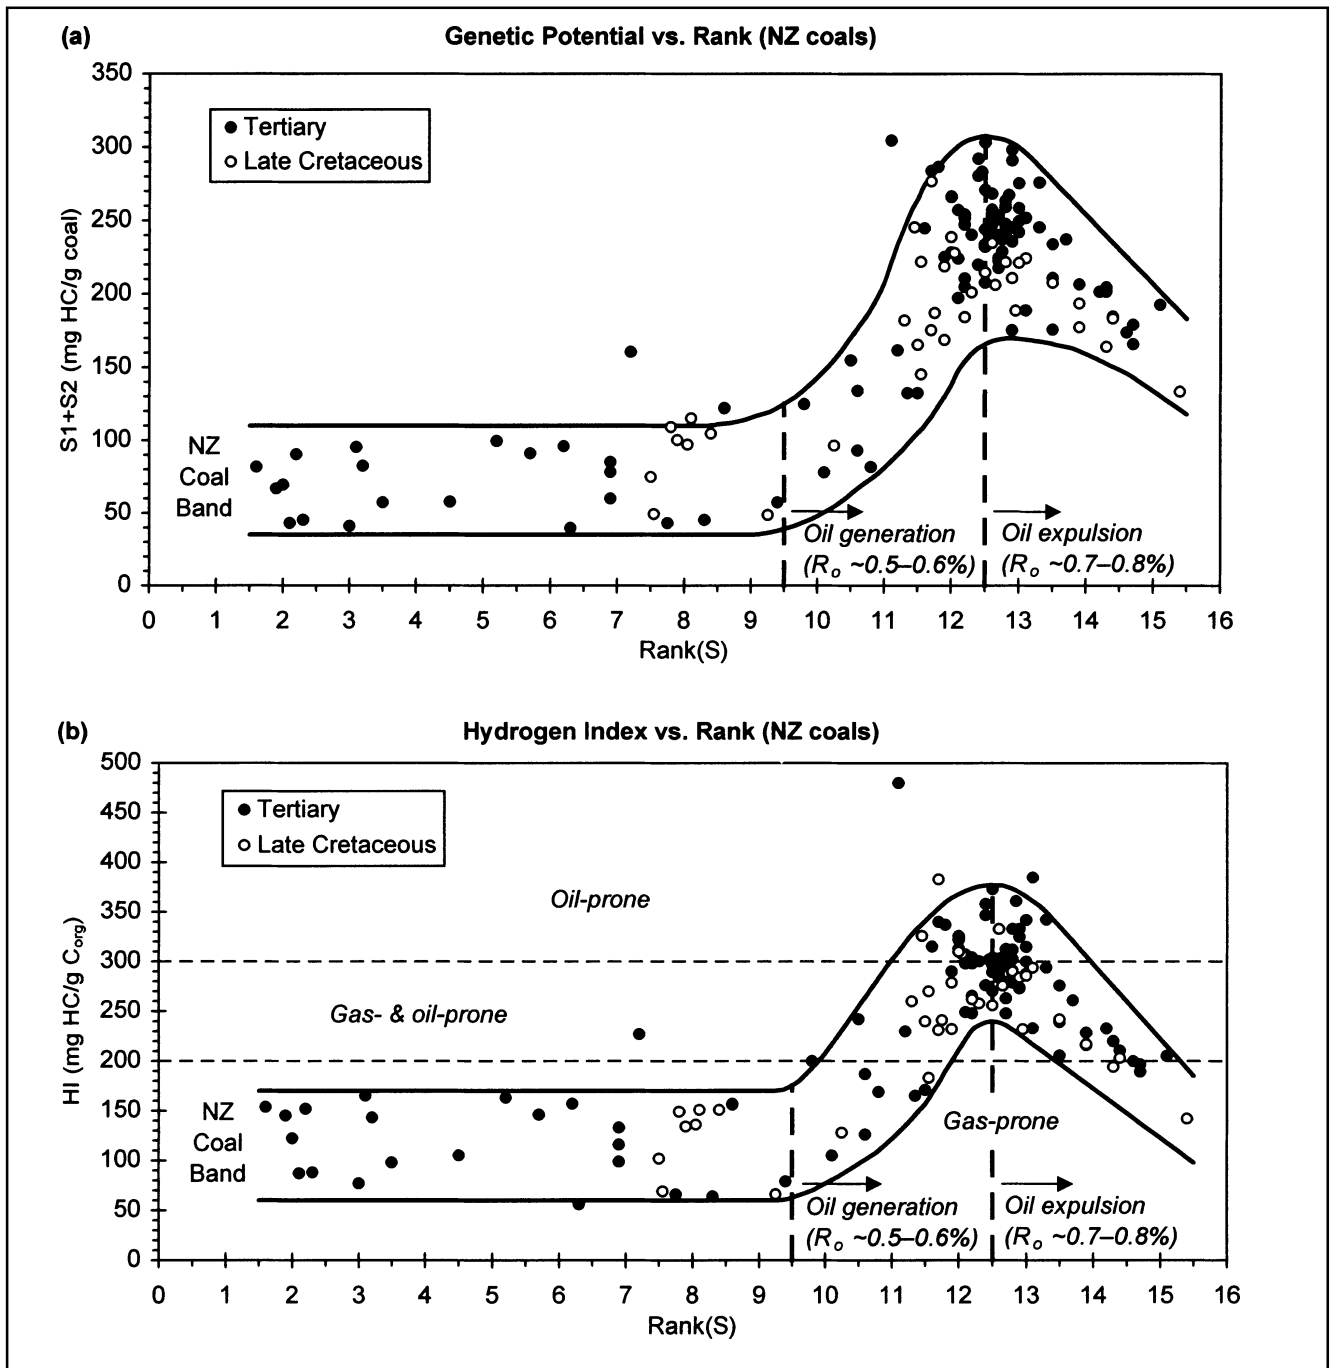 (a)
Genetic Potential vs. Rank (NZ coals)
350
300
250
200
150
100
50
0
S1+S2 (mg HC/g coal)
Tertiary
Late Cretaceous
NZ
Coal
Band
Oil generation
(Ro ~0.5–0.6%)
Oil expulsion
(Ro ~0.7–0.8%)
0 1 2 3 4 5 6 7 8 9 10 11 12 13 14 15 16
Rank(S)
(b)
Hydrogen Index vs. Rank (NZ coals)
500
450
400
350
300
250
200
150
100
50
0
HI (mg HC/g Corg)
Tertiary
Late Cretaceous
Oil-prone
Gas- & oil-prone
NZ
Coal
Band
Gas-prone
Oil generation
(Ro ~0.5–0.6%)
Oil expulsion
(Ro ~0.7–0.8%)
0 1 2 3 4 5 6 7 8 9 10 11 12 13 14 15 16
Rank(S)